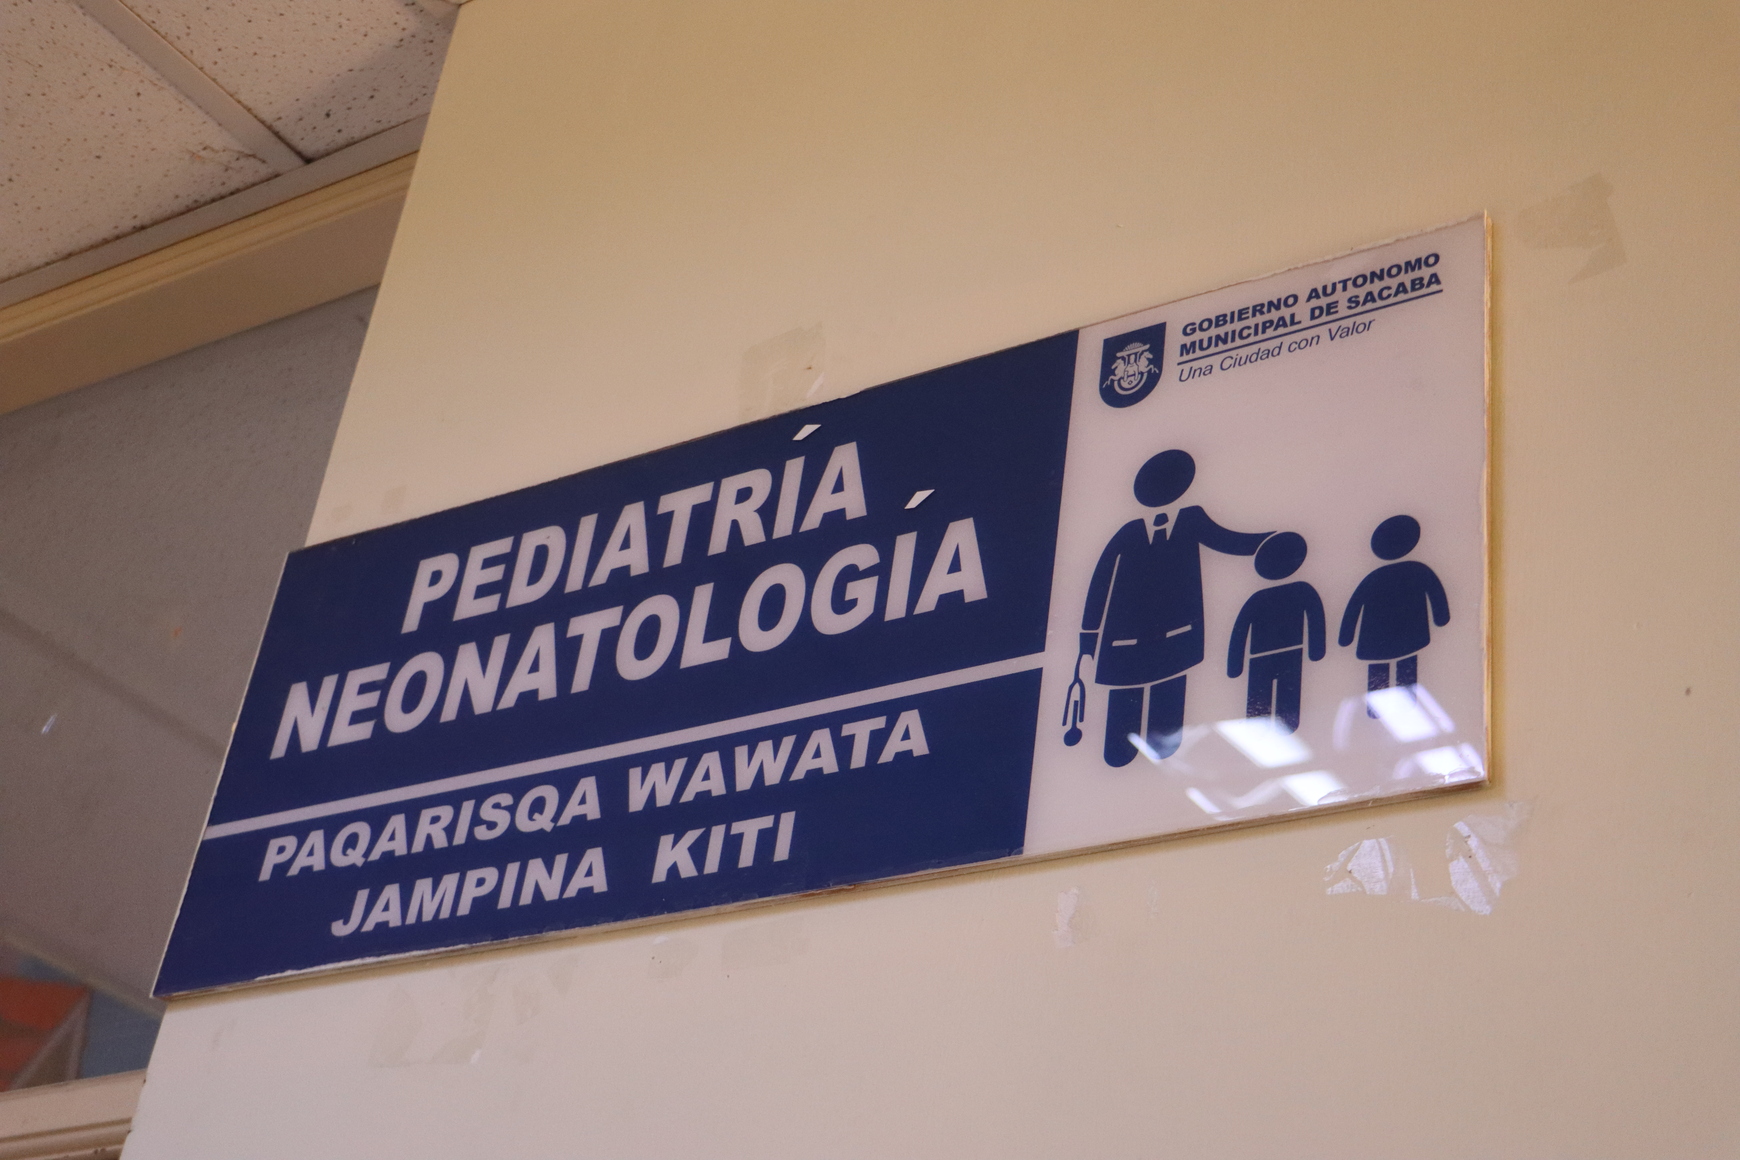 GOBIERNO AUTONOMO
MUNICIPAL DE SACABA
Una Ciudad con Valor
PEDIATRÍA
NEONATOLOGÍA
PAQARISQA WAWATA
JAMPINA KITI